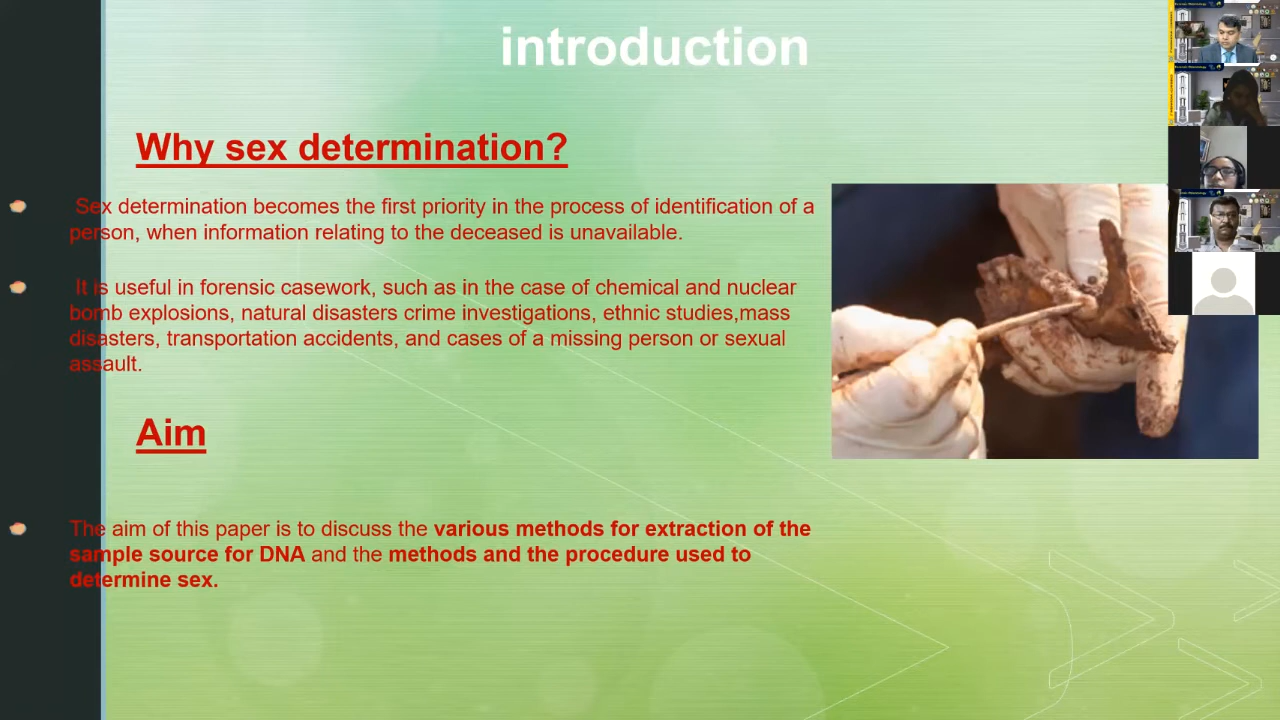 introduction
Why sex determination?
Sex determination becomes the first priority in the process of identification of a
person, when information relating to the deceased is unavailable.
It is useful in forensic casework, such as in the case of chemical and nuclear
bomb explosions, natural disasters crime investigations, ethnic studies,mass
disasters, transportation accidents, and cases of a missing person or sexual
assault.
Aim
The aim of this paper is to discuss the various methods for extraction of the
sample source for DNA and the methods and the procedure used to
determine sex.